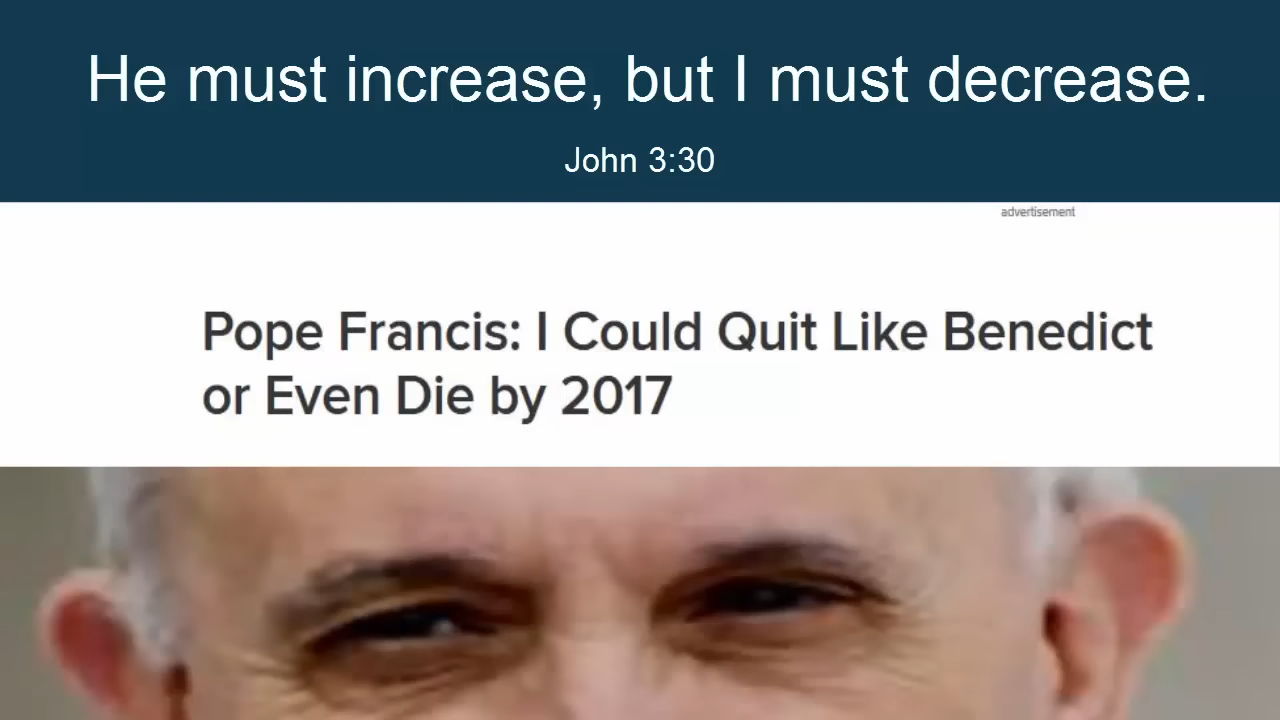 He must increase, but I must decrease.
John 3:30
advertisement
Pope Francis: I Could Quit Like Benedict
or Even Die by 2017